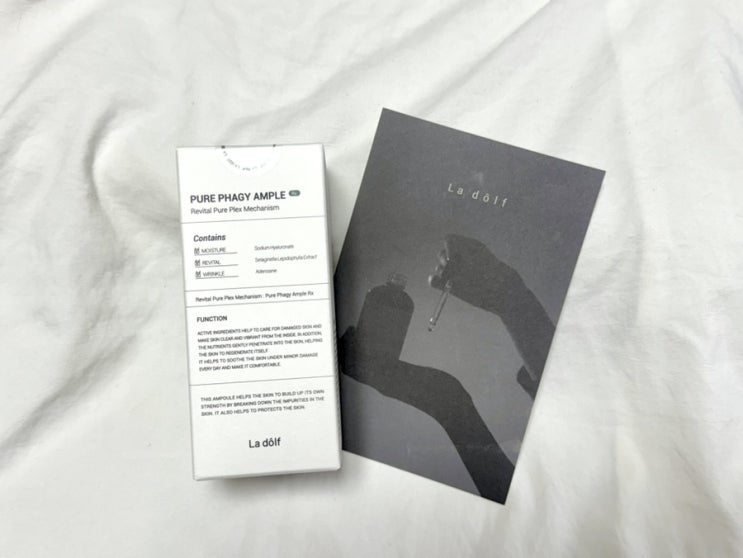 PURE PHAGY AMPLE Rx
Revital Pure Plex Mechanism
Contains
MOISTURE Sodium Hyaluronate
REVITAL Selaginella Lepidophylla Extract
WRINKLE Adenosine
Revital Pure Plex Mechanism : Pure Phagy Ample Rx
FUNCTION
ACTIVE INGREDIENTS HELP TO CARE FOR DAMAGED SKIN AND
MAKE SKIN CLEAR AND VIBRANT FROM THE INSIDE. IN ADDITION,
THE NUTRIENTS GENTLY PENETRATE INTO THE SKIN, HELPING
THE SKIN TO REGENERATE ITSELF.
IT HELPS TO SOOTHE THE SKIN UNDER MINOR DAMAGE
EVERY DAY AND MAKE IT COMFORTABLE.
THIS AMPOULE HELPS THE SKIN TO BUILD UP ITS OWN
STRENGTH BY BREAKING DOWN THE IMPURITIES IN THE
SKIN. IT ALSO HELPS TO PROTECTS THE SKIN.
La dôlf
La dôlf